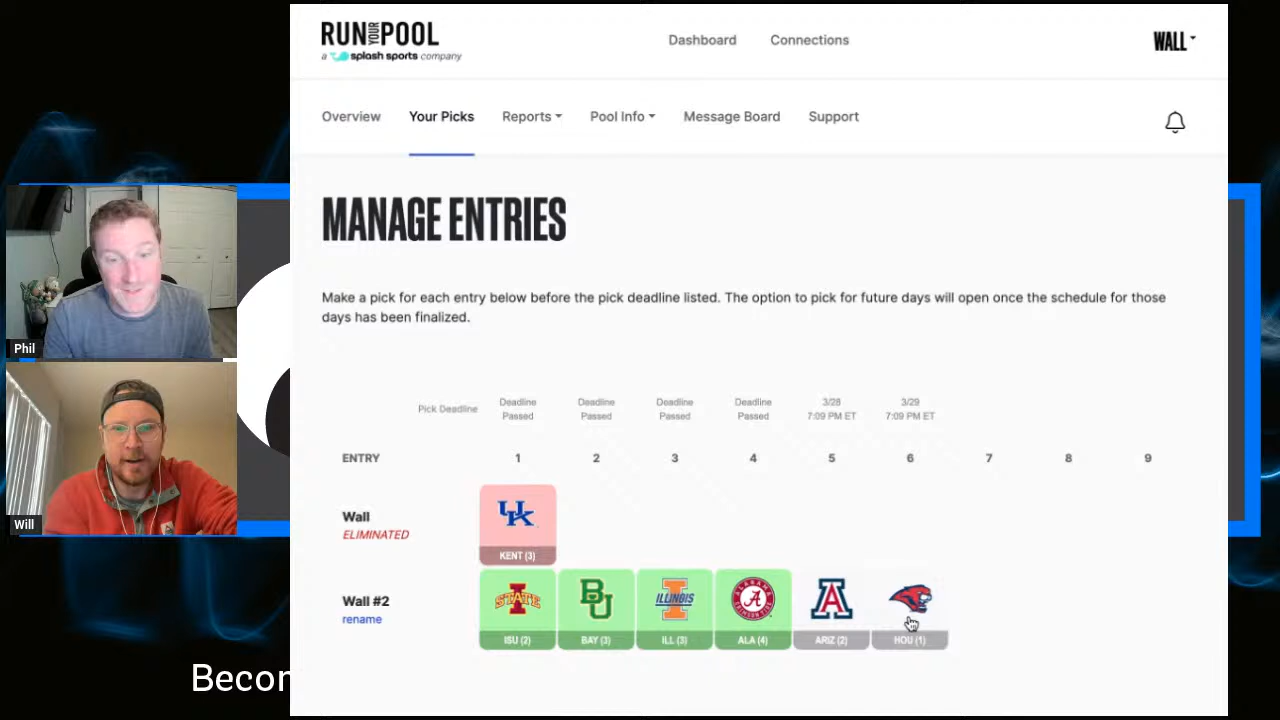 RUN YOUR POOL
a splash sports company
Dashboard
Connections
WALL
Overview
Your Picks
Reports
Pool Info
Message Board
Support
MANAGE ENTRIES
Make a pick for each entry below before the pick deadline listed. The option to pick for future days will open once the schedule for those
days has been finalized.
Pick Deadline
Deadline
Passed
Deadline
Passed
Deadline
Passed
Deadline
Passed
3/28
7:09 PM ET
3/29
7:09 PM ET
ENTRY
1
2
3
4
5
6
7
8
9
Wall
ELIMINATED
UK
KENT (3)
Wall #2
rename
STATE
I
ISU (2)
BU
BAY (3)
ILLINOIS
ILL (3)
ALABAMA
A
CRIMSON TIDE
ALA (4)
A
ARIZ (2)
HOU (1)
Phil
Will
Becon